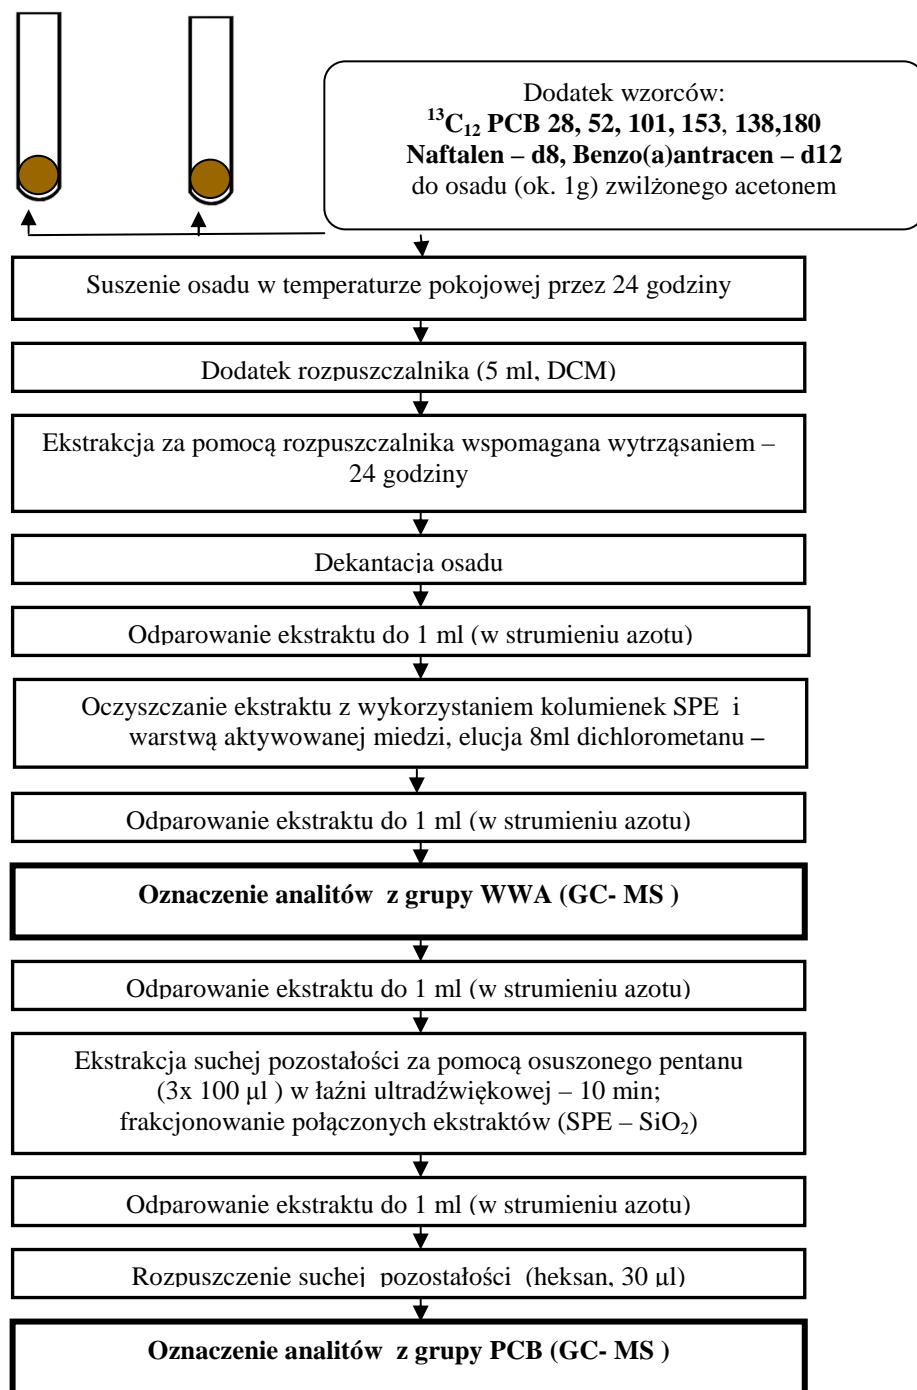 Dodatek wzorców:
¹³C₁₂ PCB 28, 52, 101, 153, 138,180
Naftalen – d8, Benzo(a)antracen – d12
do osadu (ok. 1g) zwilżonego acetonem
Suszenie osadu w temperaturze pokojowej przez 24 godziny
Dodatek rozpuszczalnika (5 ml, DCM)
Ekstrakcja za pomocą rozpuszczalnika wspomagana wytrząsaniem –
24 godziny
Dekantacja osadu
Odparowanie ekstraktu do 1 ml (w strumieniu azotu)
Oczyszczanie ekstraktu z wykorzystaniem kolumienek SPE i
warstwą aktywowanej miedzi, elucja 8ml dichlorometanu –
Odparowanie ekstraktu do 1 ml (w strumieniu azotu)
Oznaczenie analitów z grupy WWA (GC- MS )
Odparowanie ekstraktu do 1 ml (w strumieniu azotu)
Ekstrakcja suchej pozostałości za pomocą osuszonego pentanu
(3x 100 μl ) w łaźni ultradźwiękowej – 10 min;
frakcjonowanie połączonych ekstraktów (SPE – SiO₂)
Odparowanie ekstraktu do 1 ml (w strumieniu azotu)
Rozpuszczenie suchej pozostałości (heksan, 30 μl)
Oznaczenie analitów z grupy PCB (GC- MS )